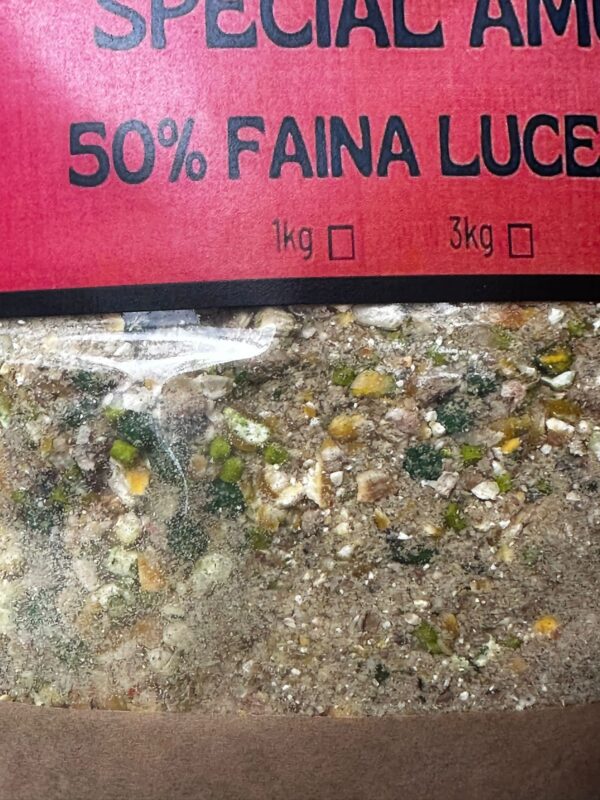 SPECIAL
50% FAINA
1kg 3kg